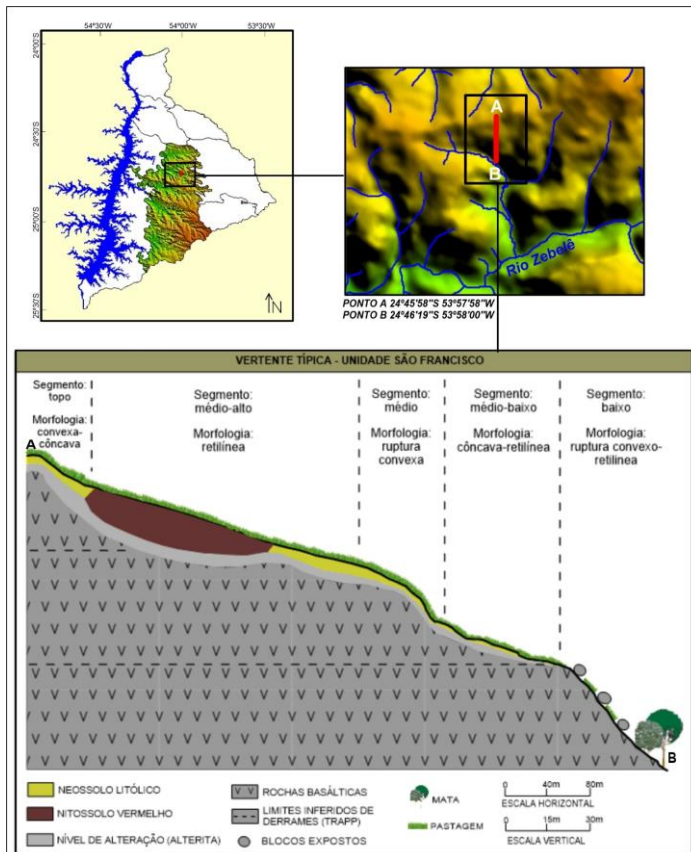 54°30'W 54°00'W 53°30'W
24°00'S
24°30'S
25°00'S
25°30'S
N
A
B
Rio Zebelê
PONTO A 24°45'58"S 53°57'58"W
PONTO B 24°46'19"S 53°58'00"W
VERTENTE TÍPICA - UNIDADE SÃO FRANCISCO
Segmento:
topo
Morfologia:
convexa-
côncava
Segmento:
médio-alto
Morfologia:
retilínea
Segmento:
médio
Morfologia:
ruptura
convexa
Segmento:
médio-baixo
Morfologia:
côncava-retilínea
Segmento:
baixo
Morfologia:
ruptura convexo-
retilinea
A
B
NEOSSOLO LITÓLICO
NITOSSOLO VERMELHO
NÍVEL DE ALTERAÇÃO (ALTERITA)
ROCHAS BASÁLTICAS
LIMITES INFERIDOS DE
DERRAMES (TRAPP)
BLOCOS EXPOSTOS
MATA
PASTAGEM
0 40m 80m
ESCALA HORIZONTAL
0 15m 30m
ESCALA VERTICAL